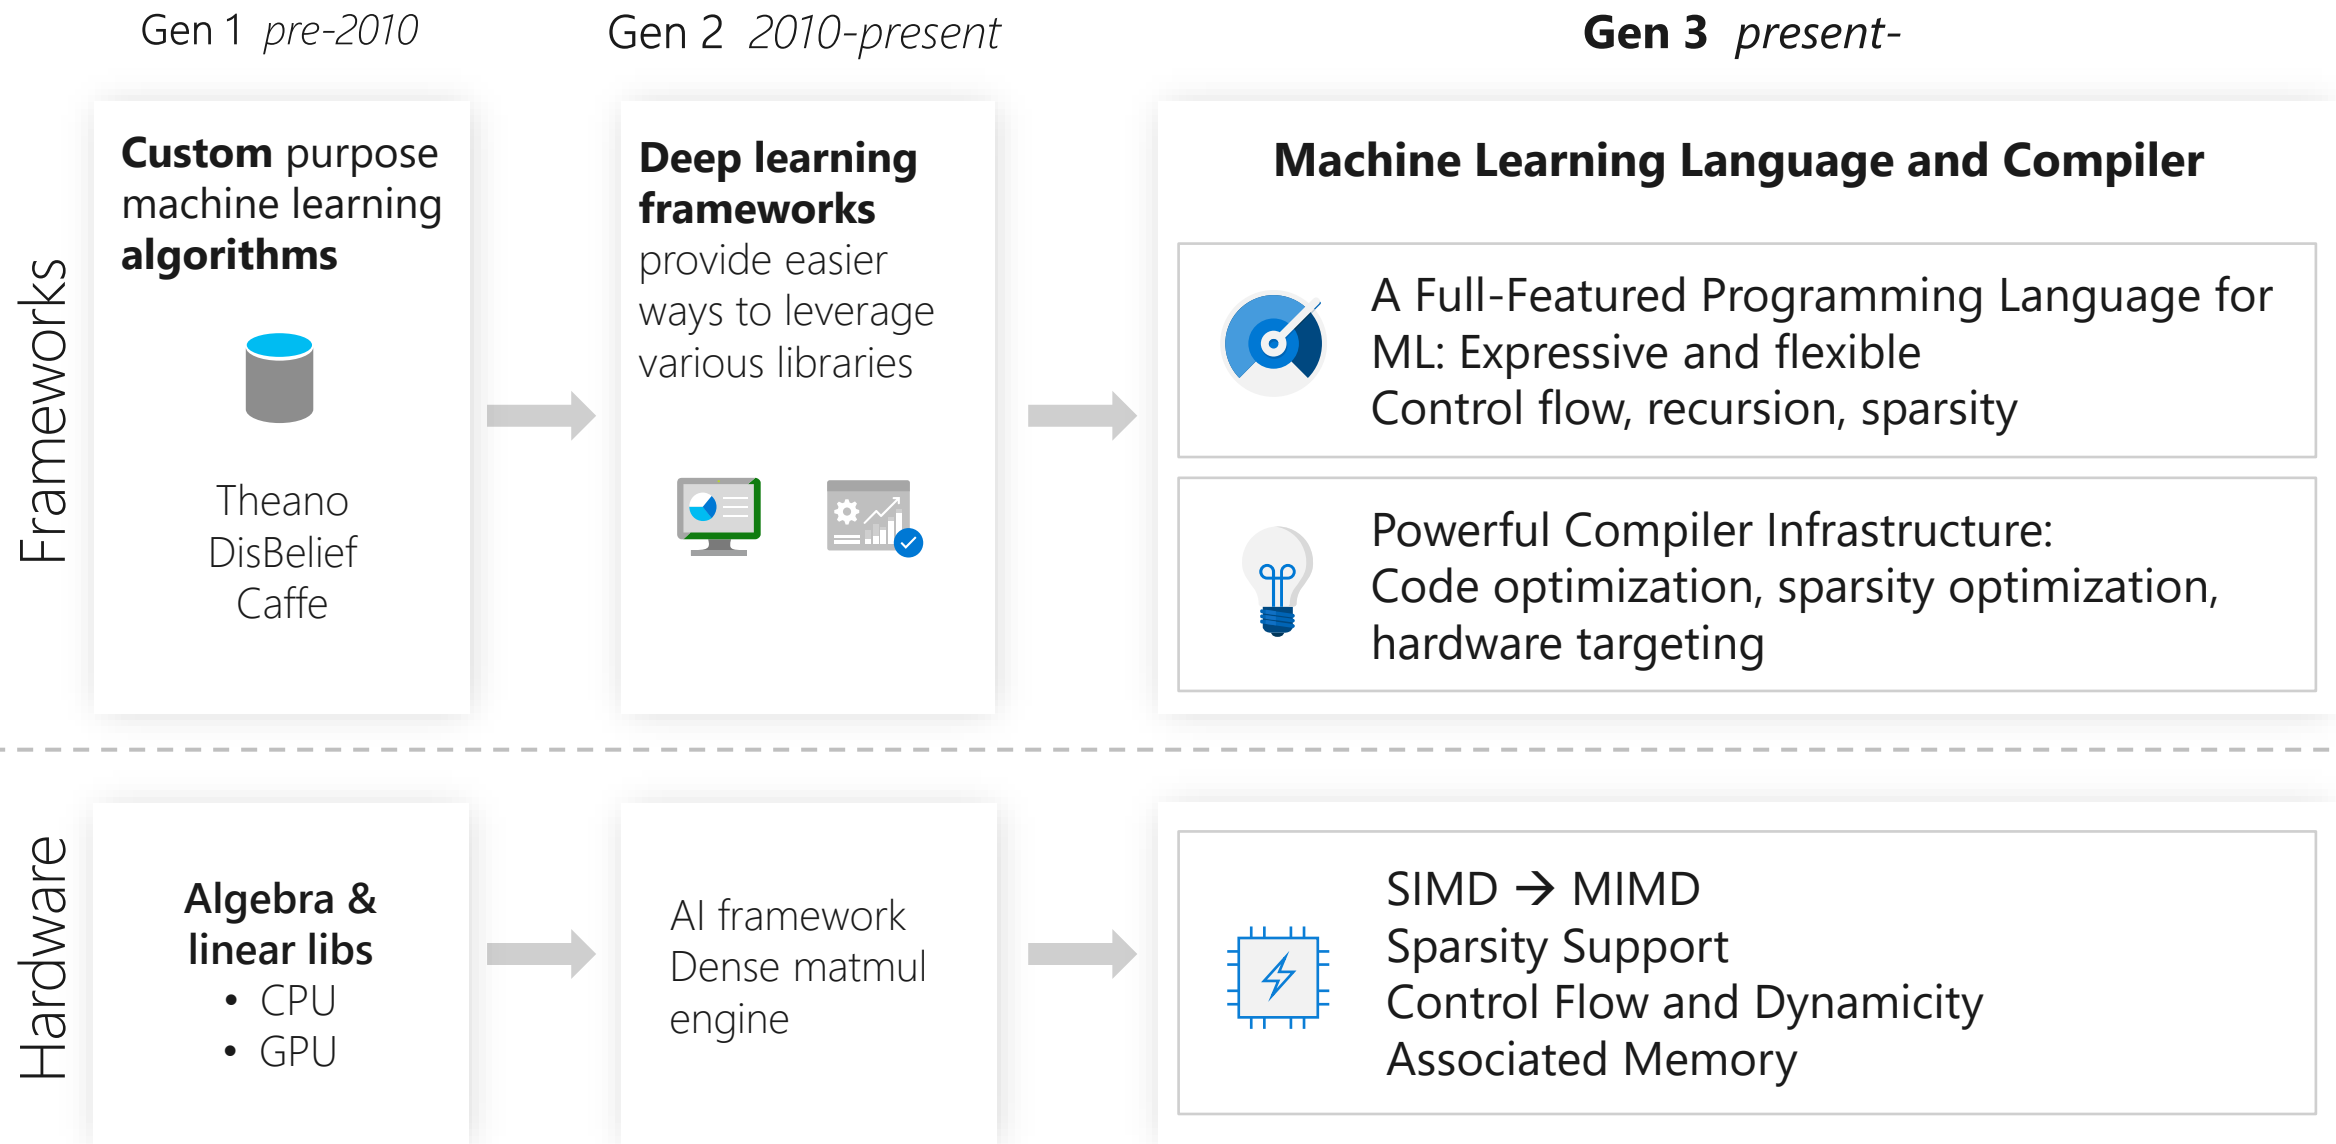 Gen 1 pre-2010
Gen 2 2010-present
Gen 3 present-
Frameworks
Custom purpose
machine learning
algorithms
Theano
DisBelief
Caffe
Deep learning
frameworks
provide easier
ways to leverage
various libraries
Machine Learning Language and Compiler
A Full-Featured Programming Language for
ML: Expressive and flexible
Control flow, recursion, sparsity
Powerful Compiler Infrastructure:
Code optimization, sparsity optimization,
hardware targeting
Hardware
Algebra &
linear libs
• CPU
• GPU
AI framework
Dense matmul
engine
SIMD → MIMD
Sparsity Support
Control Flow and Dynamicity
Associated Memory